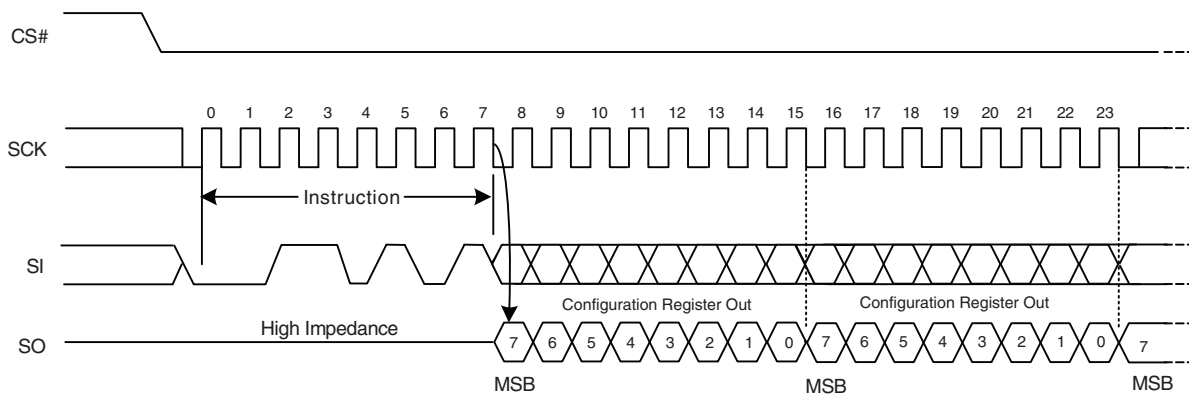 CS#
0 1 2 3 4 5 6 7 8 9 10 11 12 13 14 15 16 17 18 19 20 21 22 23
SCK
Instruction
SI
Configuration Register Out Configuration Register Out
High Impedance
SO 7 6 5 4 3 2 1 0 7 6 5 4 3 2 1 0 7
MSB MSB MSB